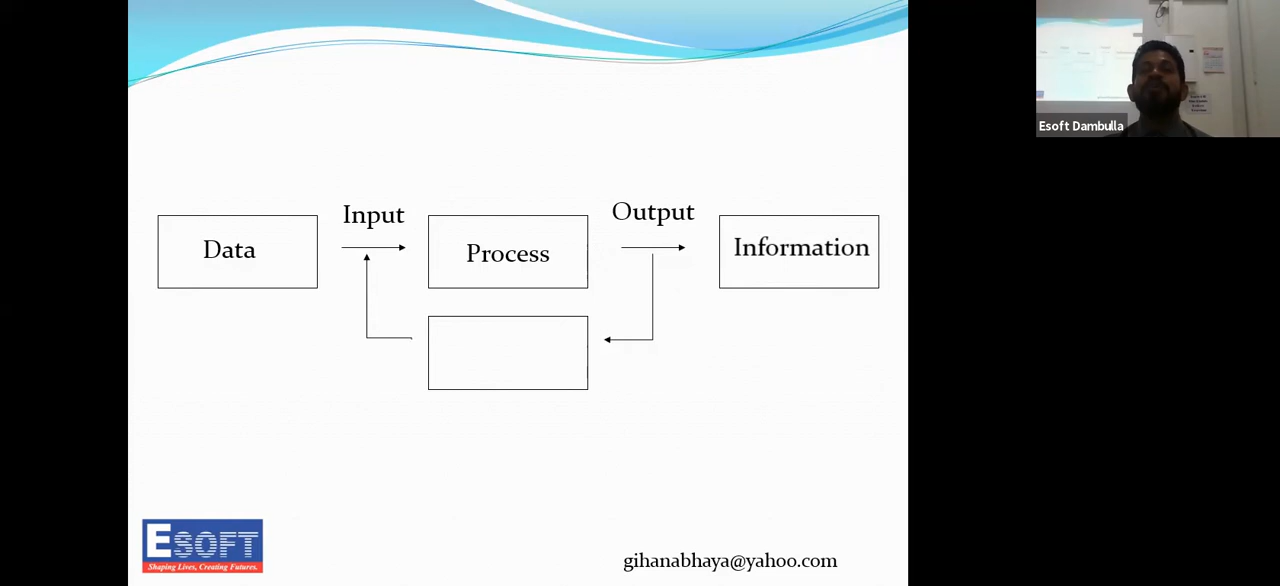 Esoft Dambulla
Input
Output
Data
Process
Information
ESOFT
Shaping Lives, Creating Futures.
gihanabhaya@yahoo.com